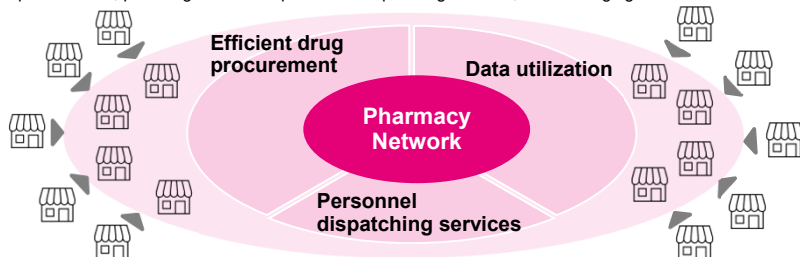 Efficient drug
procurement
Data utilization
Pharmacy
Network
Personnel
dispatching services